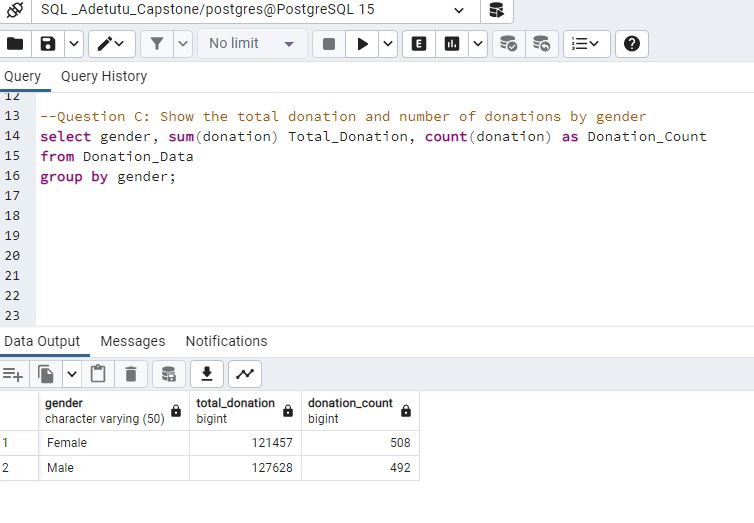 SQL _Adetutu_Capstone/postgres@PostgreSQL 15
No limit
E
Query Query History
12
13 --Question C: Show the total donation and number of donations by gender
14 select gender, sum(donation) Total_Donation, count(donation) as Donation_Count
15 from Donation_Data
16 group by gender;
17
18
19
20
21
22
23
Data Output Messages Notifications
gender total_donation donation_count
character varying (50) bigint bigint
1 Female 121457 508
2 Male 127628 492